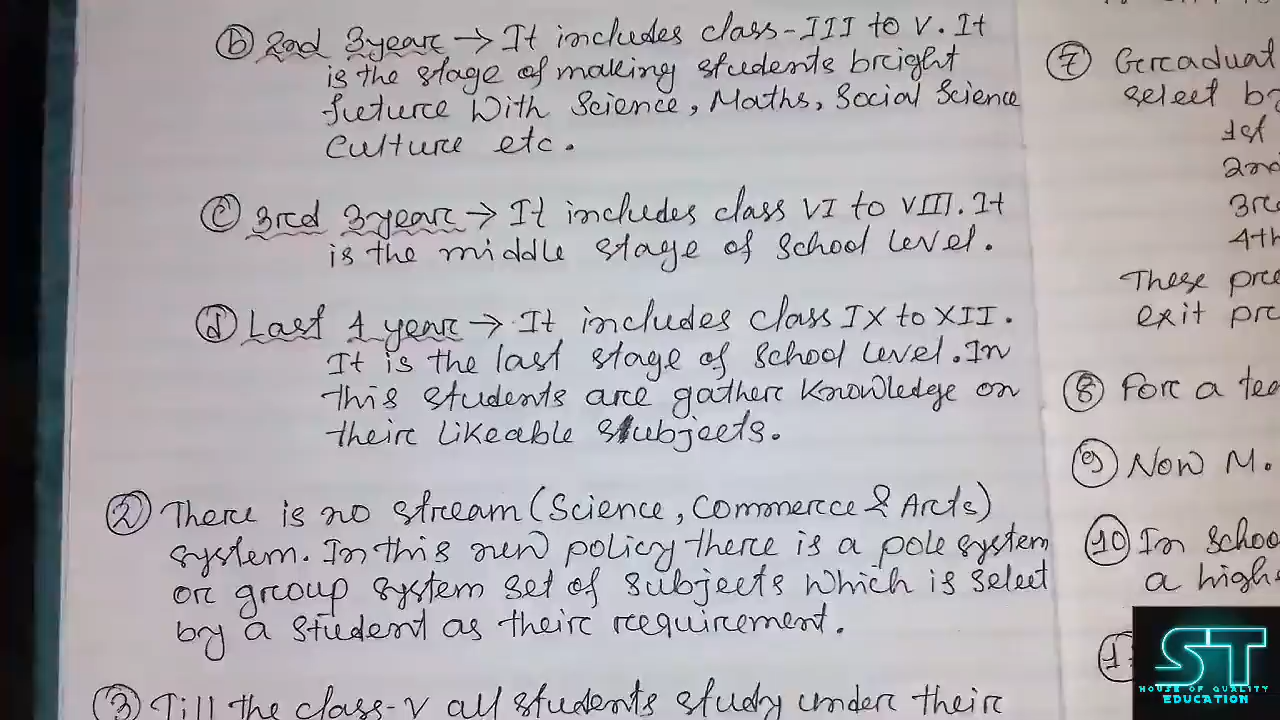 ⓑ 2nd 3year → It includes class-III to V. It
is the stage of making students bright
future With Science, Maths, Social Science
Culture etc.
ⓒ 3rd 3year → It includes class VI to VIII. It
is the middle stage of School Level.
ⓓ Last 4 year → It includes class IX to XII.
It is the last stage of School Level. In
this students are gather Knowledge on
their Likeable Subjects.
② There is no stream (Science, Commerce & Arts)
system. In this new policy there is a pole system
or group system set of subjects which is select
by a student as their requirement.
③ Till the class-V all students study under their
⑦ Graduat
select by
1st
2nd
3rd
4th
These pre
exit pro
⑧ For a tea
⑨ Now M.
⑩ In Schoo
a high
ST
HOUSE OF QUALITY
EDUCATION